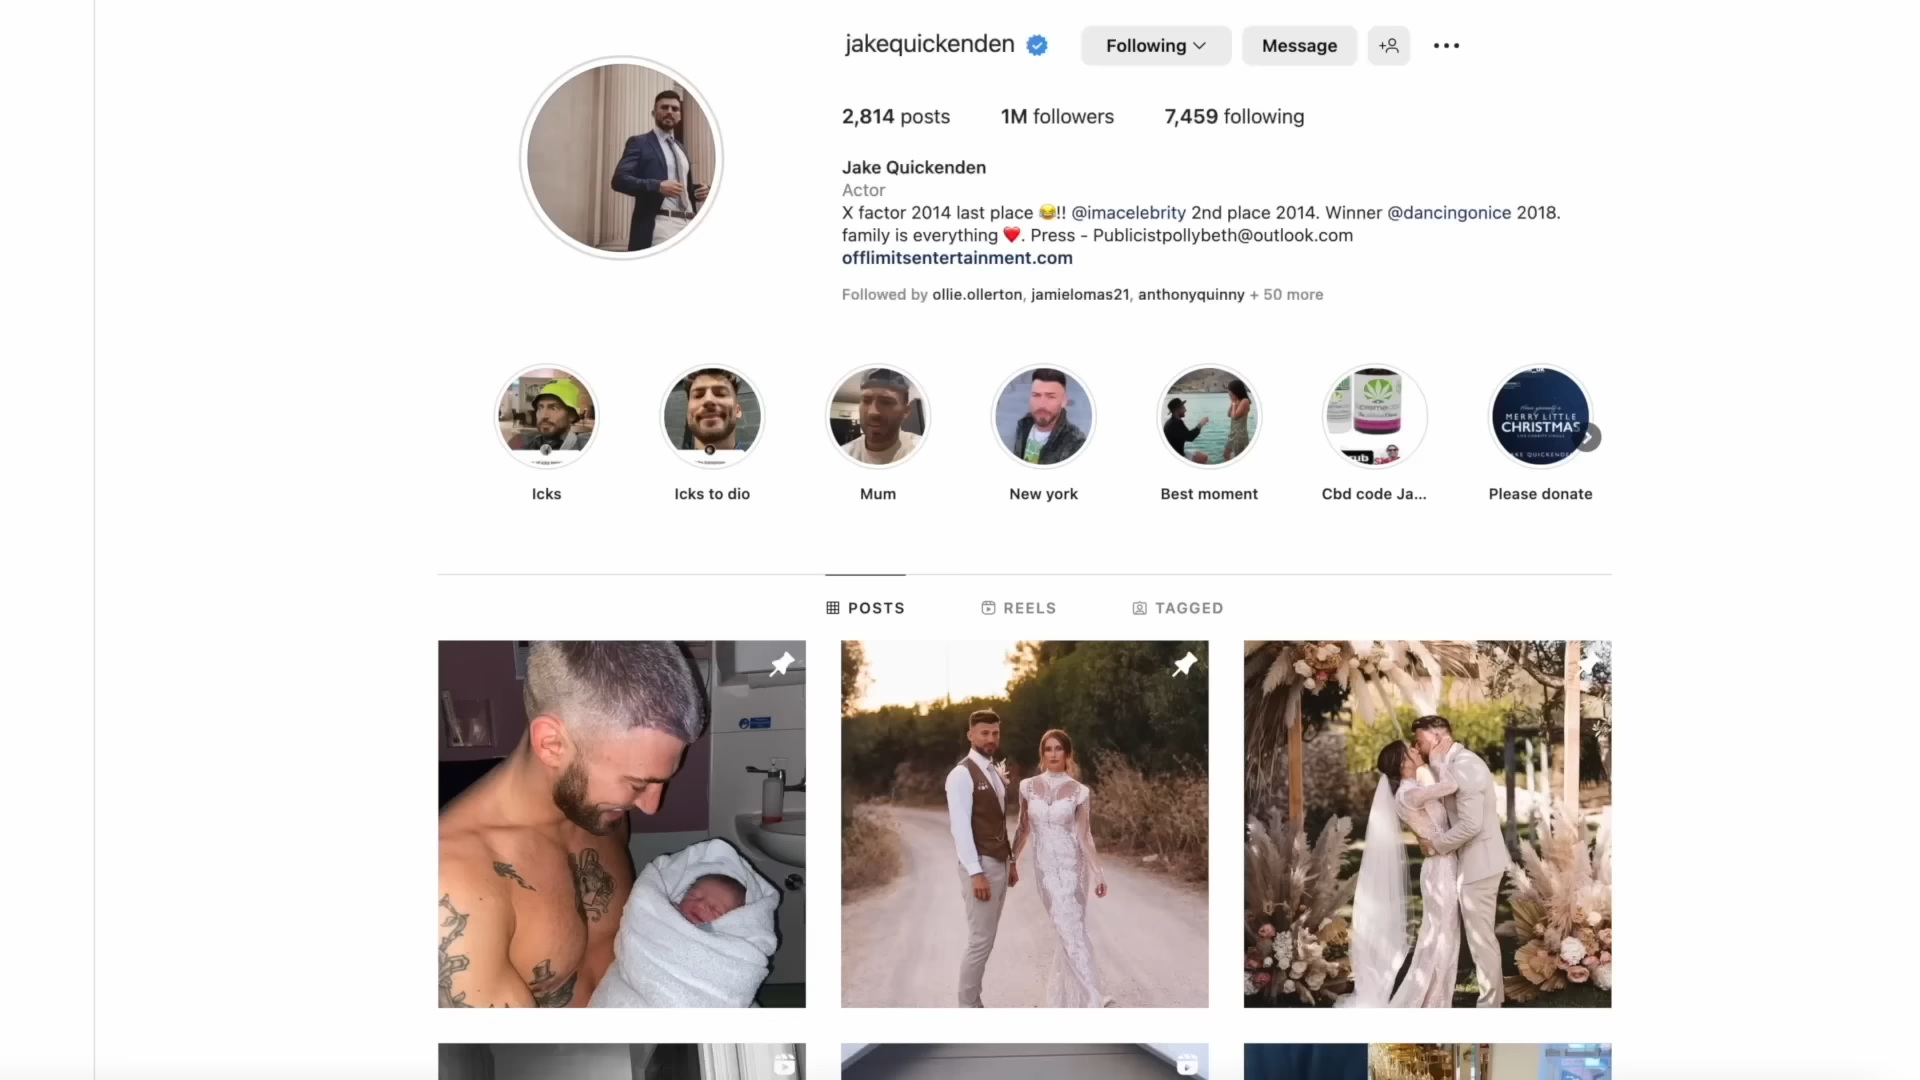 jakequickenden
Following
Message
2,814 posts
1M followers
7,459 following
Jake Quickenden
Actor
X factor 2014 last place 😂!! @imacelebrity 2nd place 2014. Winner @dancingonice 2018.
family is everything ❤️. Press - Publicistpollybeth@outlook.com
offlimitsentertainment.com
Followed by ollie.ollerton, jamielomas21, anthonyquinny + 50 more
MERRY LITTLE
CHRISTMAS
Icks
Icks to dio
Mum
New york
Best moment
Cbd code Ja...
Please donate
POSTS
REELS
TAGGED